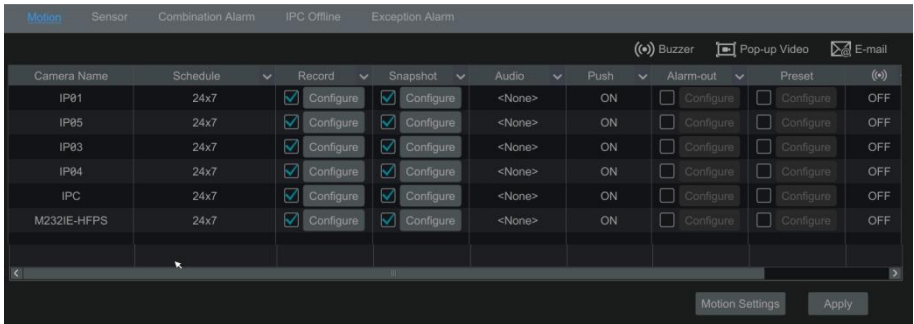 Motion Sensor Combination Alarm IPC Offline Exception Alarm
Buzzer Pop-up Video E-mail
Camera Name Schedule Record Snapshot Audio Push Alarm-out Preset
IP01 24x7 Configure Configure <None> ON Configure Configure OFF
IP05 24x7 Configure Configure <None> ON Configure Configure OFF
IP03 24x7 Configure Configure <None> ON Configure Configure OFF
IP04 24x7 Configure Configure <None> ON Configure Configure OFF
IPC 24x7 Configure Configure <None> ON Configure Configure OFF
M232IE-HFPS 24x7 Configure Configure <None> ON Configure Configure OFF
Motion Settings Apply